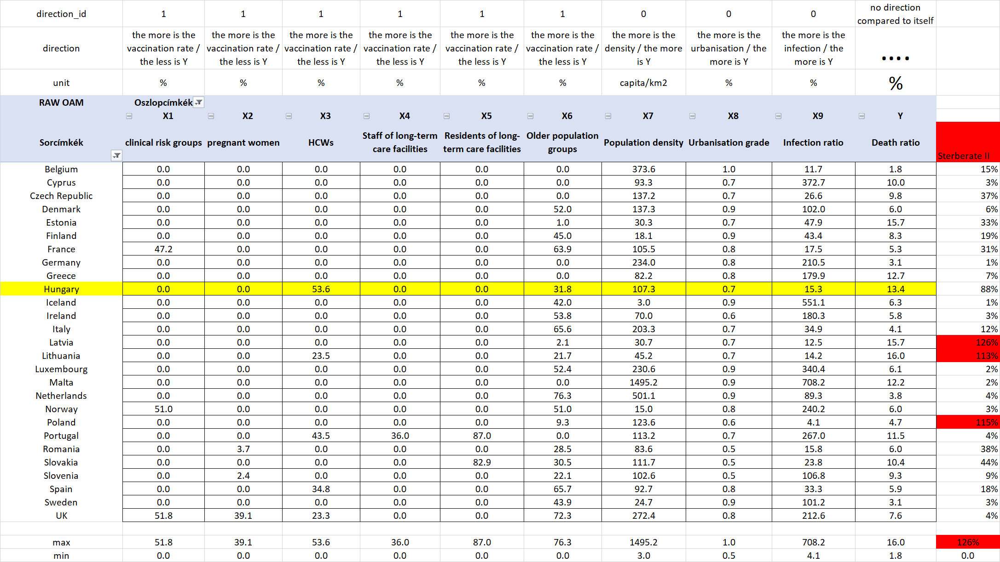 direction_id 1 1 1 1 1 1 0 0 0 no direction compared to itself
direction the more is the vaccination rate / the less is Y the more is the vaccination rate / the less is Y the more is the vaccination rate / the less is Y the more is the vaccination rate / the less is Y the more is the vaccination rate / the less is Y the more is the vaccination rate / the less is Y the more is the density / the more is Y the more is the urbanisation / the more is Y the more is the infection / the more is Y ....
unit % % % % % % capita/km2 % % %
RAW OAM Oszlopcímkék
X1 X2 X3 X4 X5 X6 X7 X8 X9 Y
Sorcímkék clinical risk groups pregnant women HCWs Staff of long-term care facilities Residents of long-term care facilities Older population groups Population density Urbanisation grade Infection ratio Death ratio Sterberate II
Belgium 0.0 0.0 0.0 0.0 0.0 0.0 373.6 1.0 11.7 1.8 15%
Cyprus 0.0 0.0 0.0 0.0 0.0 0.0 93.3 0.7 372.7 10.0 3%
Czech Republic 0.0 0.0 0.0 0.0 0.0 0.0 137.2 0.7 26.6 9.8 37%
Denmark 0.0 0.0 0.0 0.0 0.0 52.0 137.3 0.9 102.0 6.0 6%
Estonia 0.0 0.0 0.0 0.0 0.0 1.0 30.3 0.7 47.9 15.7 33%
Finland 0.0 0.0 0.0 0.0 0.0 45.0 18.1 0.9 43.4 8.3 19%
France 47.2 0.0 0.0 0.0 0.0 63.9 105.5 0.8 17.5 5.3 31%
Germany 0.0 0.0 0.0 0.0 0.0 0.0 234.0 0.8 210.5 3.1 1%
Greece 0.0 0.0 0.0 0.0 0.0 0.0 82.2 0.8 179.9 12.7 7%
Hungary 0.0 0.0 53.6 0.0 0.0 31.8 107.3 0.7 15.3 13.4 88%
Iceland 0.0 0.0 0.0 0.0 0.0 42.0 3.0 0.9 551.1 6.3 1%
Ireland 0.0 0.0 0.0 0.0 0.0 53.8 70.0 0.6 180.3 5.8 3%
Italy 0.0 0.0 0.0 0.0 0.0 65.6 203.3 0.7 34.9 4.1 12%
Latvia 0.0 0.0 0.0 0.0 0.0 2.1 30.7 0.7 12.5 15.7 126%
Lithuania 0.0 0.0 23.5 0.0 0.0 21.7 45.2 0.7 14.2 16.0 113%
Luxembourg 0.0 0.0 0.0 0.0 0.0 52.4 230.6 0.9 340.4 6.1 2%
Malta 0.0 0.0 0.0 0.0 0.0 0.0 1495.2 0.9 708.2 12.2 2%
Netherlands 0.0 0.0 0.0 0.0 0.0 76.3 501.1 0.9 89.3 3.8 4%
Norway 51.0 0.0 0.0 0.0 0.0 51.0 15.0 0.8 240.2 6.0 3%
Poland 0.0 0.0 0.0 0.0 0.0 9.3 123.6 0.6 4.1 4.7 115%
Portugal 0.0 0.0 43.5 36.0 87.0 0.0 113.2 0.7 267.0 11.5 4%
Romania 0.0 3.7 0.0 0.0 0.0 28.5 83.6 0.5 15.8 6.0 38%
Slovakia 0.0 0.0 0.0 0.0 82.9 30.5 111.7 0.5 23.8 10.4 44%
Slovenia 0.0 2.4 0.0 0.0 0.0 22.1 102.6 0.5 106.8 9.3 9%
Spain 0.0 0.0 34.8 0.0 0.0 65.7 92.7 0.8 33.3 5.9 18%
Sweden 0.0 0.0 0.0 0.0 0.0 43.9 24.7 0.9 101.2 3.1 3%
UK 51.8 39.1 23.3 0.0 0.0 72.3 272.4 0.8 212.6 7.6 4%
max 51.8 39.1 53.6 36.0 87.0 76.3 1495.2 1.0 708.2 16.0 126%
min 0.0 0.0 0.0 0.0 0.0 0.0 3.0 0.5 4.1 1.8 0.0